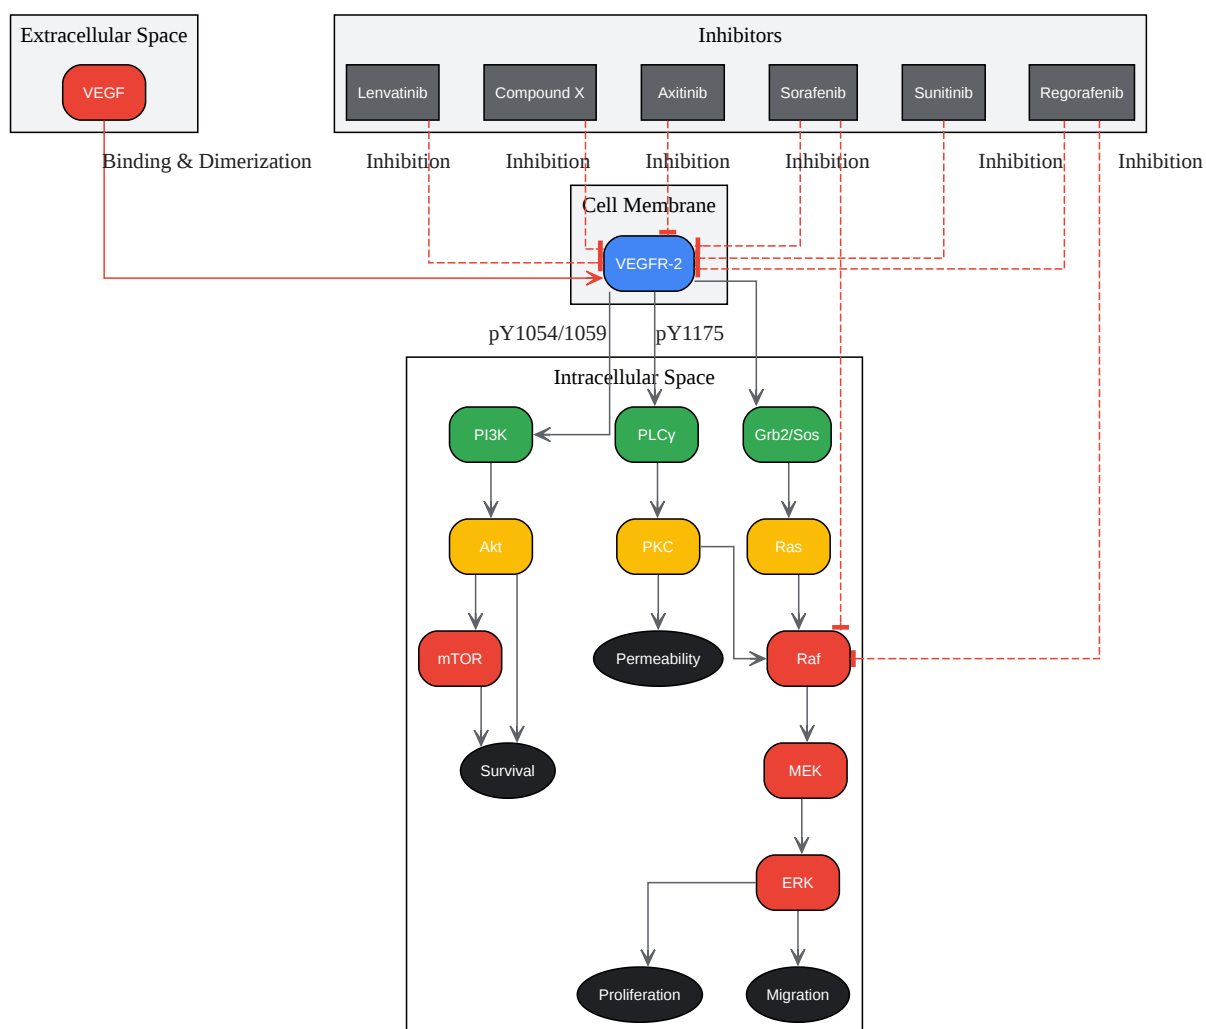 Extracellular Space
Inhibitors
VEGF
Lenvatinib
Compound X
Axitinib
Sorafenib
Sunitinib
Regorafenib
Binding & Dimerization
Inhibition
Inhibition
Inhibition
Inhibition
Inhibition
Inhibition
Cell Membrane
VEGFR-2
pY1054/1059
pY1175
Intracellular Space
PI3K
PLCγ
Grb2/Sos
Akt
PKC
Ras
mTOR
Permeability
Raf
Survival
MEK
ERK
Proliferation
Migration